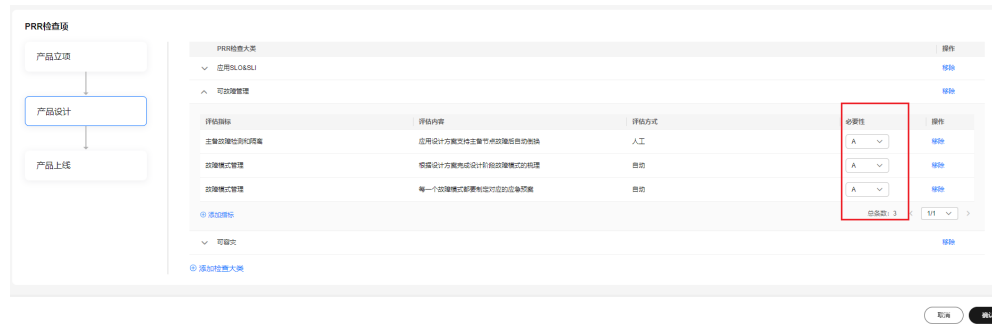 PRR检查项
产品立项
产品设计
产品上线
PRR检查大类 操作
应用SLO&SLI 移除
可故障管理 移除
评估指标 评估内容 评估方式 必要性 操作
主备故障检测和隔离 应用设计方案支持主备节点故障后自动倒换 人工 A 移除
故障模式管理 根据设计方案完成设计阶段故障模式的梳理 自动 A 移除
故障模式管理 每一个故障模式都要制定对应的应急预案 自动 A 移除
添加指标 总条数：3 1/1
可容灾 移除
添加检查大类
取消 确认